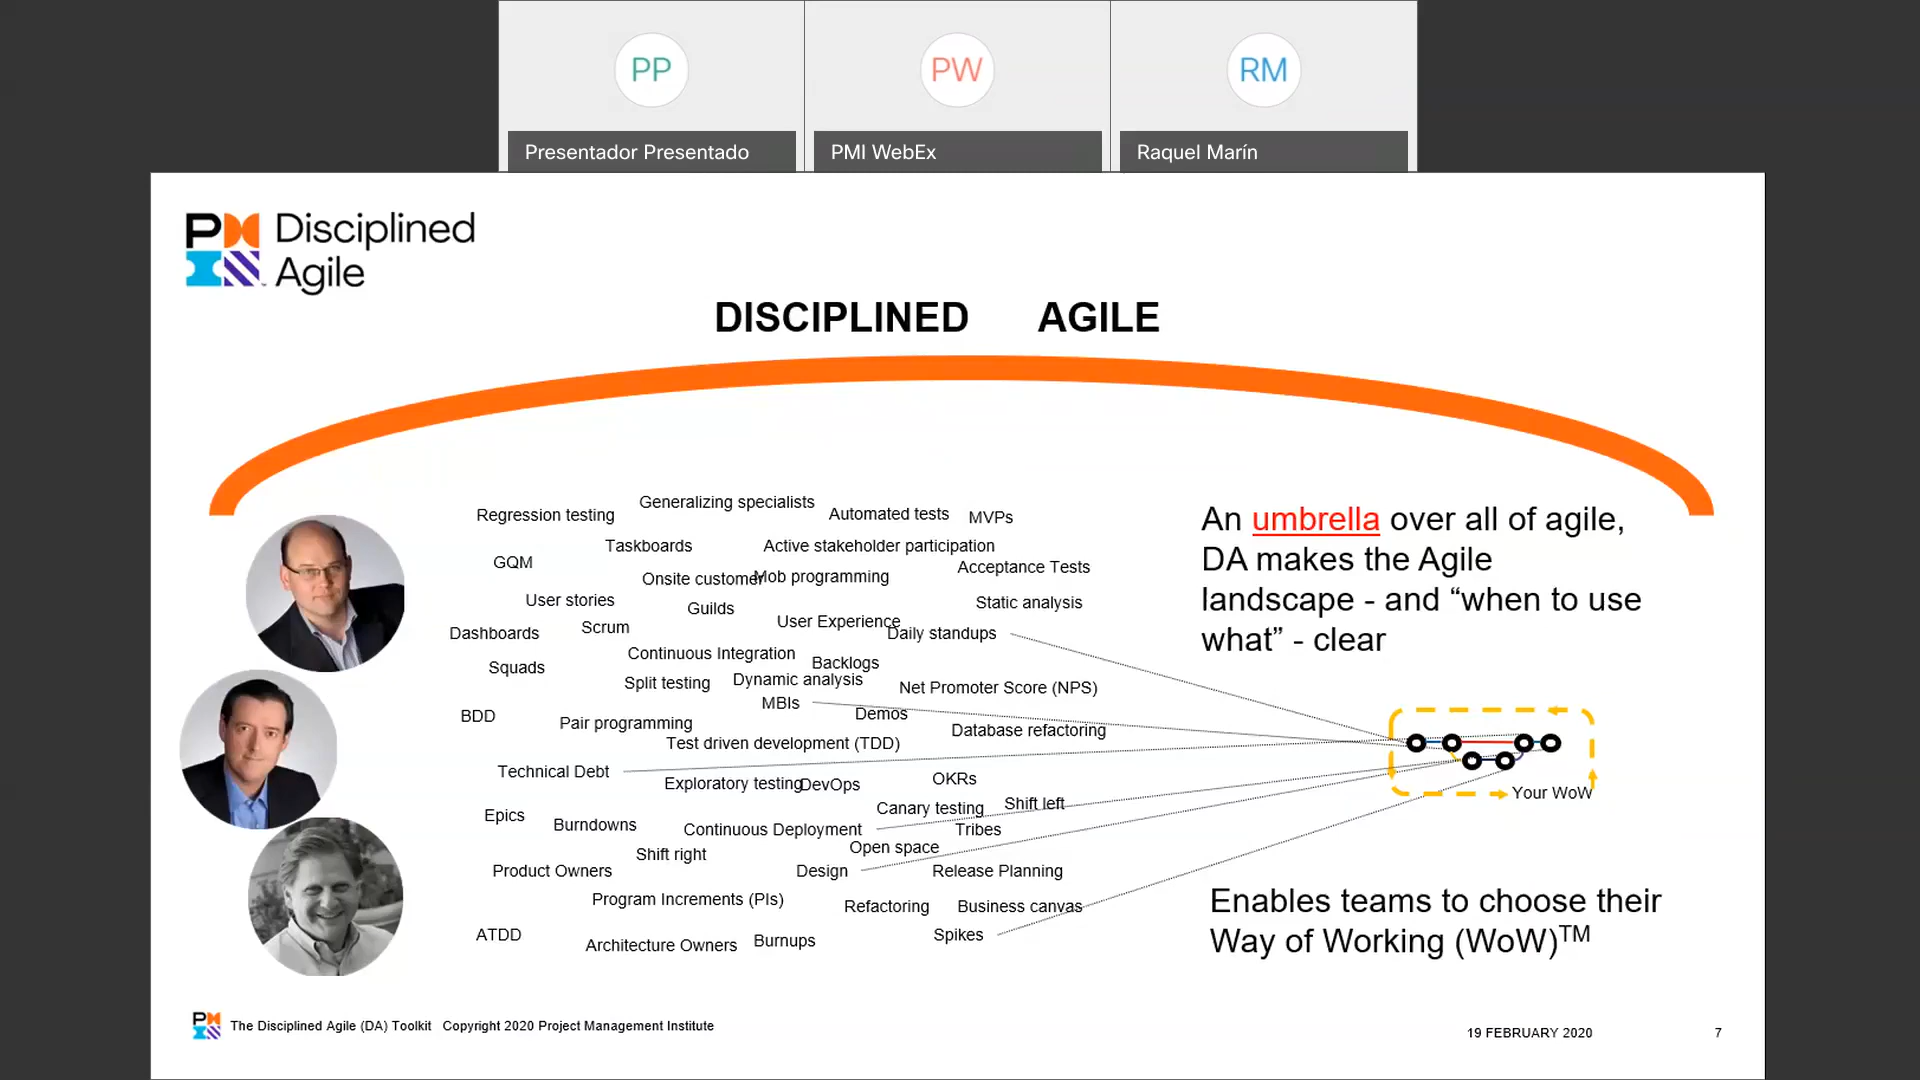 PP
PW
RM
Presentador Presentado
PMI WebEx
Raquel Marín
Disciplined
Agile
DISCIPLINED AGILE
Generalizing specialists
Regression testing
Automated tests
MVPs
Taskboards
Active stakeholder participation
GQM
Acceptance Tests
Onsite customer
Mob programming
User stories
Guilds
Static analysis
User Experience
Dashboards
Scrum
Daily standups
Continuous Integration
Backlogs
Squads
Split testing
Dynamic analysis
Net Promoter Score (NPS)
MBIs
BDD
Demos
Pair programming
Database refactoring
Test driven development (TDD)
Technical Debt
Exploratory testing
DevOps
OKRs
Canary testing
Shift left
Epics
Burndowns
Continuous Deployment
Tribes
Shift right
Open space
Product Owners
Design
Release Planning
Program Increments (PIs)
Refactoring
Business canvas
ATDD
Architecture Owners
Burnups
Spikes
An umbrella over all of agile,
DA makes the Agile
landscape - and “when to use
what” - clear
Your WoW
Enables teams to choose their
Way of Working (WoW)TM
The Disciplined Agile (DA) Toolkit Copyright 2020 Project Management Institute
19 FEBRUARY 2020
7